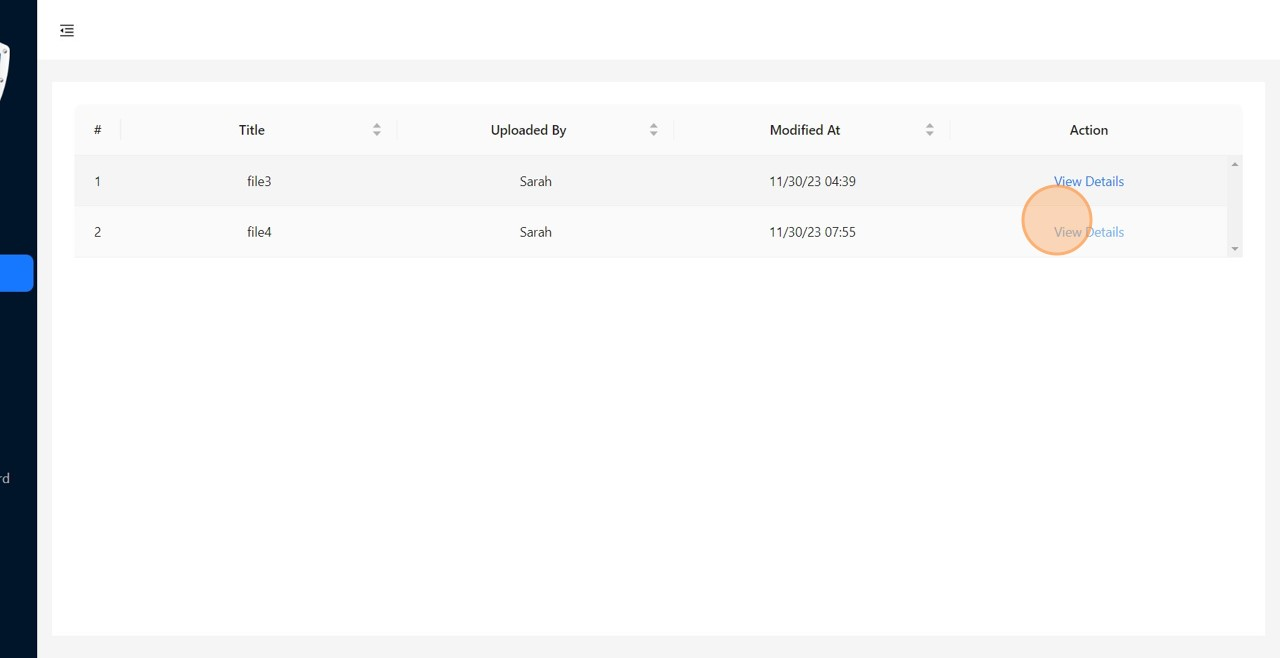 # Title Uploaded By Modified At Action
1 file3 Sarah 11/30/23 04:39 View Details
2 file4 Sarah 11/30/23 07:55 View Details
rd